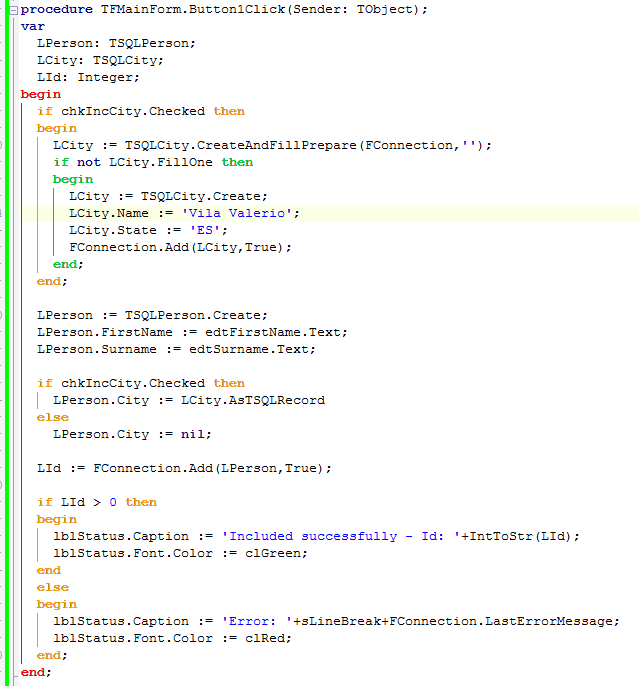 procedure TFMainForm.Button1Click(Sender: TObject);
var
  LPerson: TSQLPerson;
  LCity: TSQLCity;
  LId: Integer;
begin
  if chkIncCity.Checked then
  begin
    LCity := TSQLCity.CreateAndFillPrepare(FConnection,'');
    if not LCity.FillOne then
    begin
      LCity := TSQLCity.Create;
      LCity.Name := 'Vila Valerio';
      LCity.State := 'ES';
      FConnection.Add(LCity,True);
    end;
  end;

  LPerson := TSQLPerson.Create;
  LPerson.FirstName := edtFirstName.Text;
  LPerson.Surname := edtSurname.Text;

  if chkIncCity.Checked then
    LPerson.City := LCity.AsTSQLRecord
  else
    LPerson.City := nil;

  LId := FConnection.Add(LPerson,True);

  if LId > 0 then
  begin
    lblStatus.Caption := 'Included successfully - Id: '+IntToStr(LId);
    lblStatus.Font.Color := clGreen;
  end
  else
  begin
    lblStatus.Caption := 'Error: '+sLineBreak+FConnection.LastErrorMessage;
    lblStatus.Font.Color := clRed;
  end;
end;